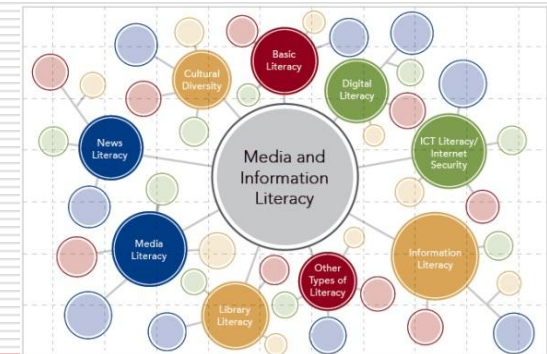 Basic
Literacy
Cultural
Diversity
Digital
Literacy
News
Literacy
ICT Literacy/
Internet
Security
Media and
Information
Literacy
Media
Literacy
Information
Literacy
Other
Types of
Literacy
Library
Literacy